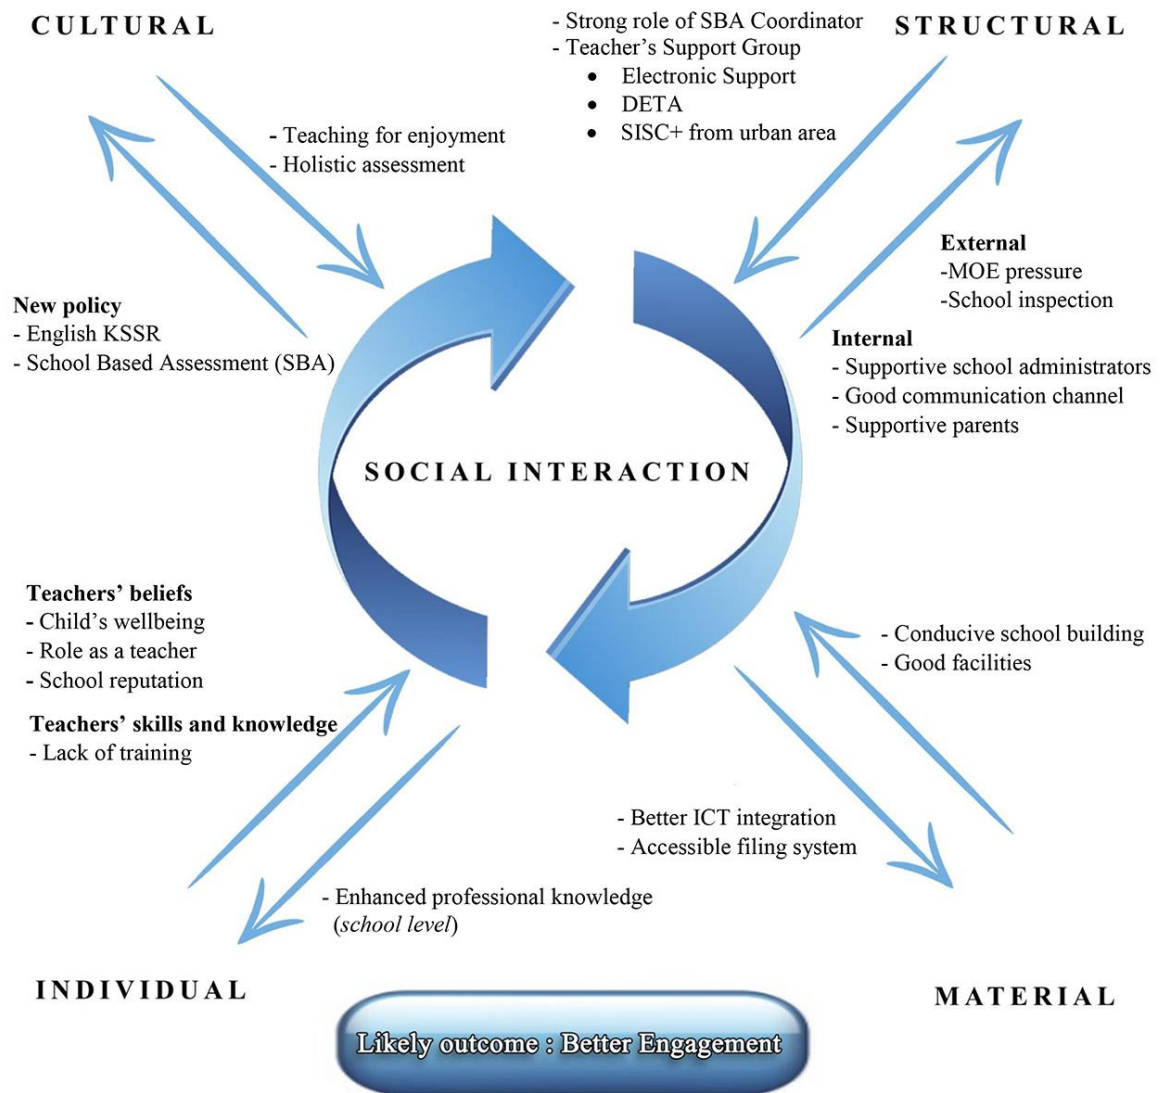 CULTURAL
- Strong role of SBA Coordinator
- Teacher’s Support Group
• Electronic Support
• DETA
• SISC+ from urban area
STRUCTURAL
- Teaching for enjoyment
- Holistic assessment
External
-MOE pressure
-School inspection
New policy
- English KSSR
- School Based Assessment (SBA)
Internal
- Supportive school administrators
- Good communication channel
- Supportive parents
SOCIAL INTERACTION
Teachers’ beliefs
- Child’s wellbeing
- Role as a teacher
- School reputation
Teachers’ skills and knowledge
- Lack of training
- Conducive school building
- Good facilities
- Better ICT integration
- Accessible filing system
- Enhanced professional knowledge
(school level)
INDIVIDUAL
MATERIAL
Likely outcome : Better Engagement